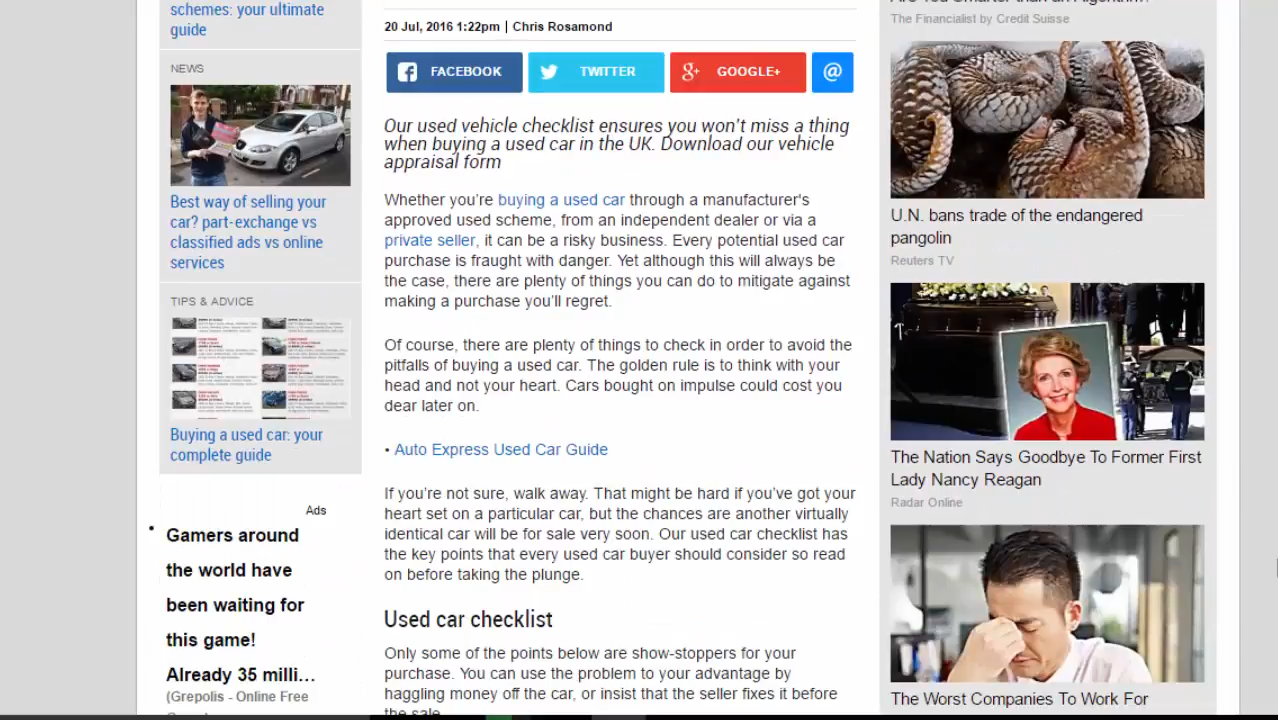 schemes: your ultimate
guide
NEWS
Best way of selling your
car? part-exchange vs
classified ads vs online
services
TIPS & ADVICE
Buying a used car: your
complete guide
Ads
• Gamers around
the world have
been waiting for
this game!
Already 35 milli...
(Grepolis - Online Free
20 Jul, 2016 1:22pm | Chris Rosamond
FACEBOOK
TWITTER
GOOGLE+
@
Our used vehicle checklist ensures you won't miss a thing
when buying a used car in the UK. Download our vehicle
appraisal form
Whether you're buying a used car through a manufacturer's
approved used scheme, from an independent dealer or via a
private seller, it can be a risky business. Every potential used car
purchase is fraught with danger. Yet although this will always be
the case, there are plenty of things you can do to mitigate against
making a purchase you'll regret.
Of course, there are plenty of things to check in order to avoid the
pitfalls of buying a used car. The golden rule is to think with your
head and not your heart. Cars bought on impulse could cost you
dear later on.
• Auto Express Used Car Guide
If you're not sure, walk away. That might be hard if you've got your
heart set on a particular car, but the chances are another virtually
identical car will be for sale very soon. Our used car checklist has
the key points that every used car buyer should consider so read
on before taking the plunge.
Used car checklist
Only some of the points below are show-stoppers for your
purchase. You can use the problem to your advantage by
haggling money off the car, or insist that the seller fixes it before
the sale.
The Financialist by Credit Suisse
U.N. bans trade of the endangered
pangolin
Reuters TV
The Nation Says Goodbye To Former First
Lady Nancy Reagan
Radar Online
The Worst Companies To Work For